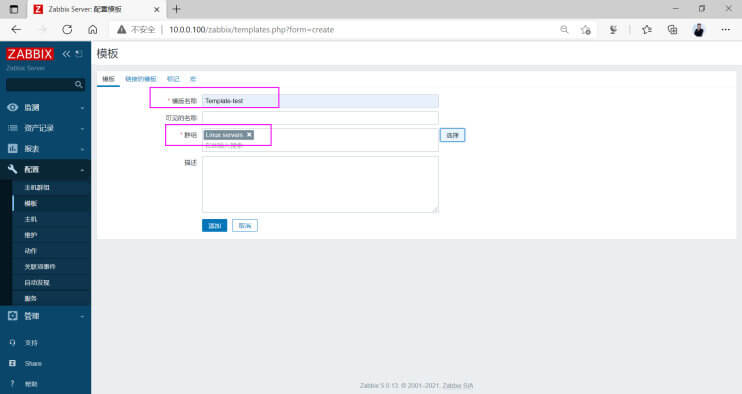 Zabbix Server: 配置模板
不安全 | 10.0.0.100/zabbix/templates.php?form=create
ZABBIX
Zabbix Server
监测
资产记录
报表
配置
主机群组
模板
主机
维护
动作
关联项事件
自动发现
服务
管理
支持
Share
帮助
模板
模板 链接的模板 标记 宏
* 模板名称 Template-test
可见的名称
* 群组 Linux servers
在此输入搜索
选择
描述
添加 取消
Zabbix 5.0.13. © 2001–2021, Zabbix SIA